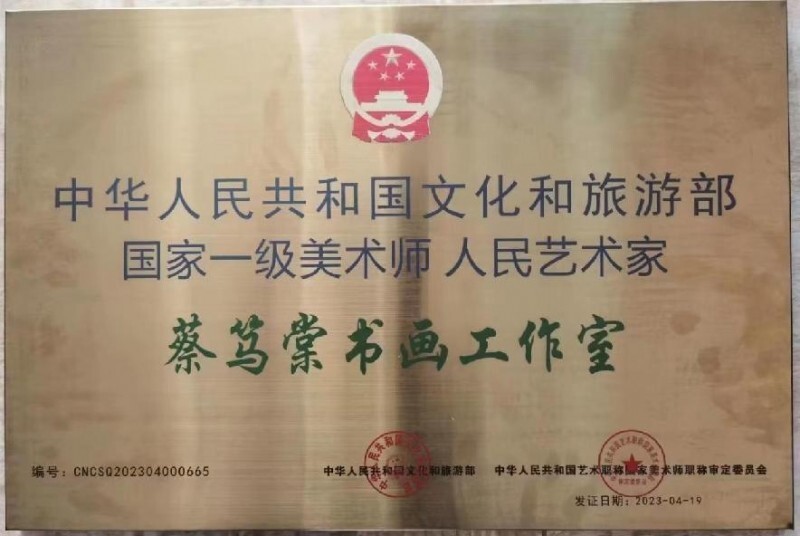 中华人民共和国文化和旅游部
国家一级美术师 人民艺术家
蔡笃棠书画工作室
编号：CNCSQ202304000665
中华人民共和国文化和旅游部
中华人民共和国艺术职称国家美术师职称审定委员会
发证日期：2023-04-19